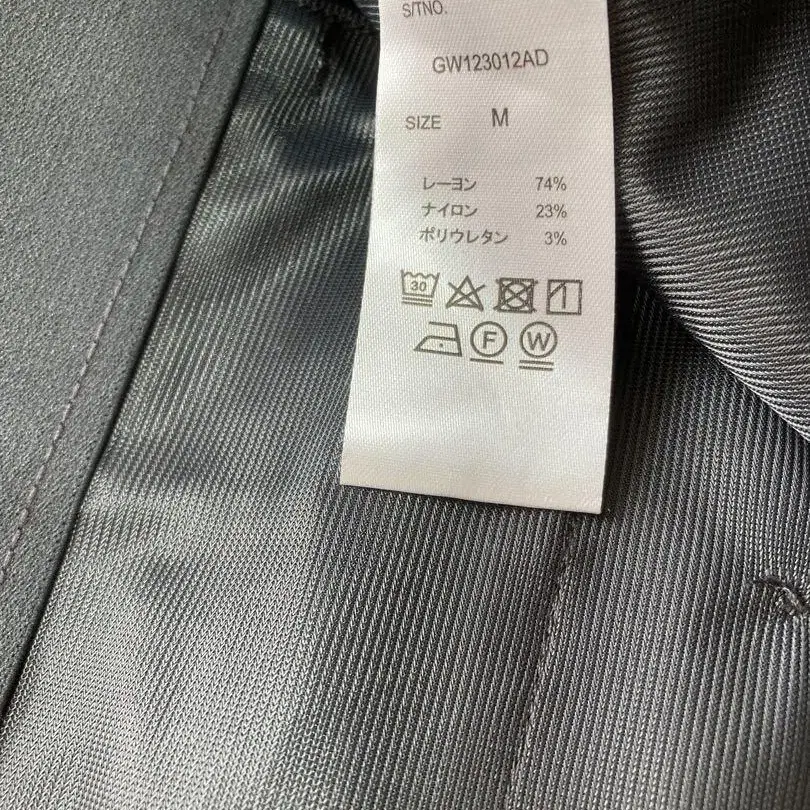 S/TNO.
GW123012AD
SIZE M
レーヨン 74%
ナイロン 23%
ポリウレタン 3%
30
F W